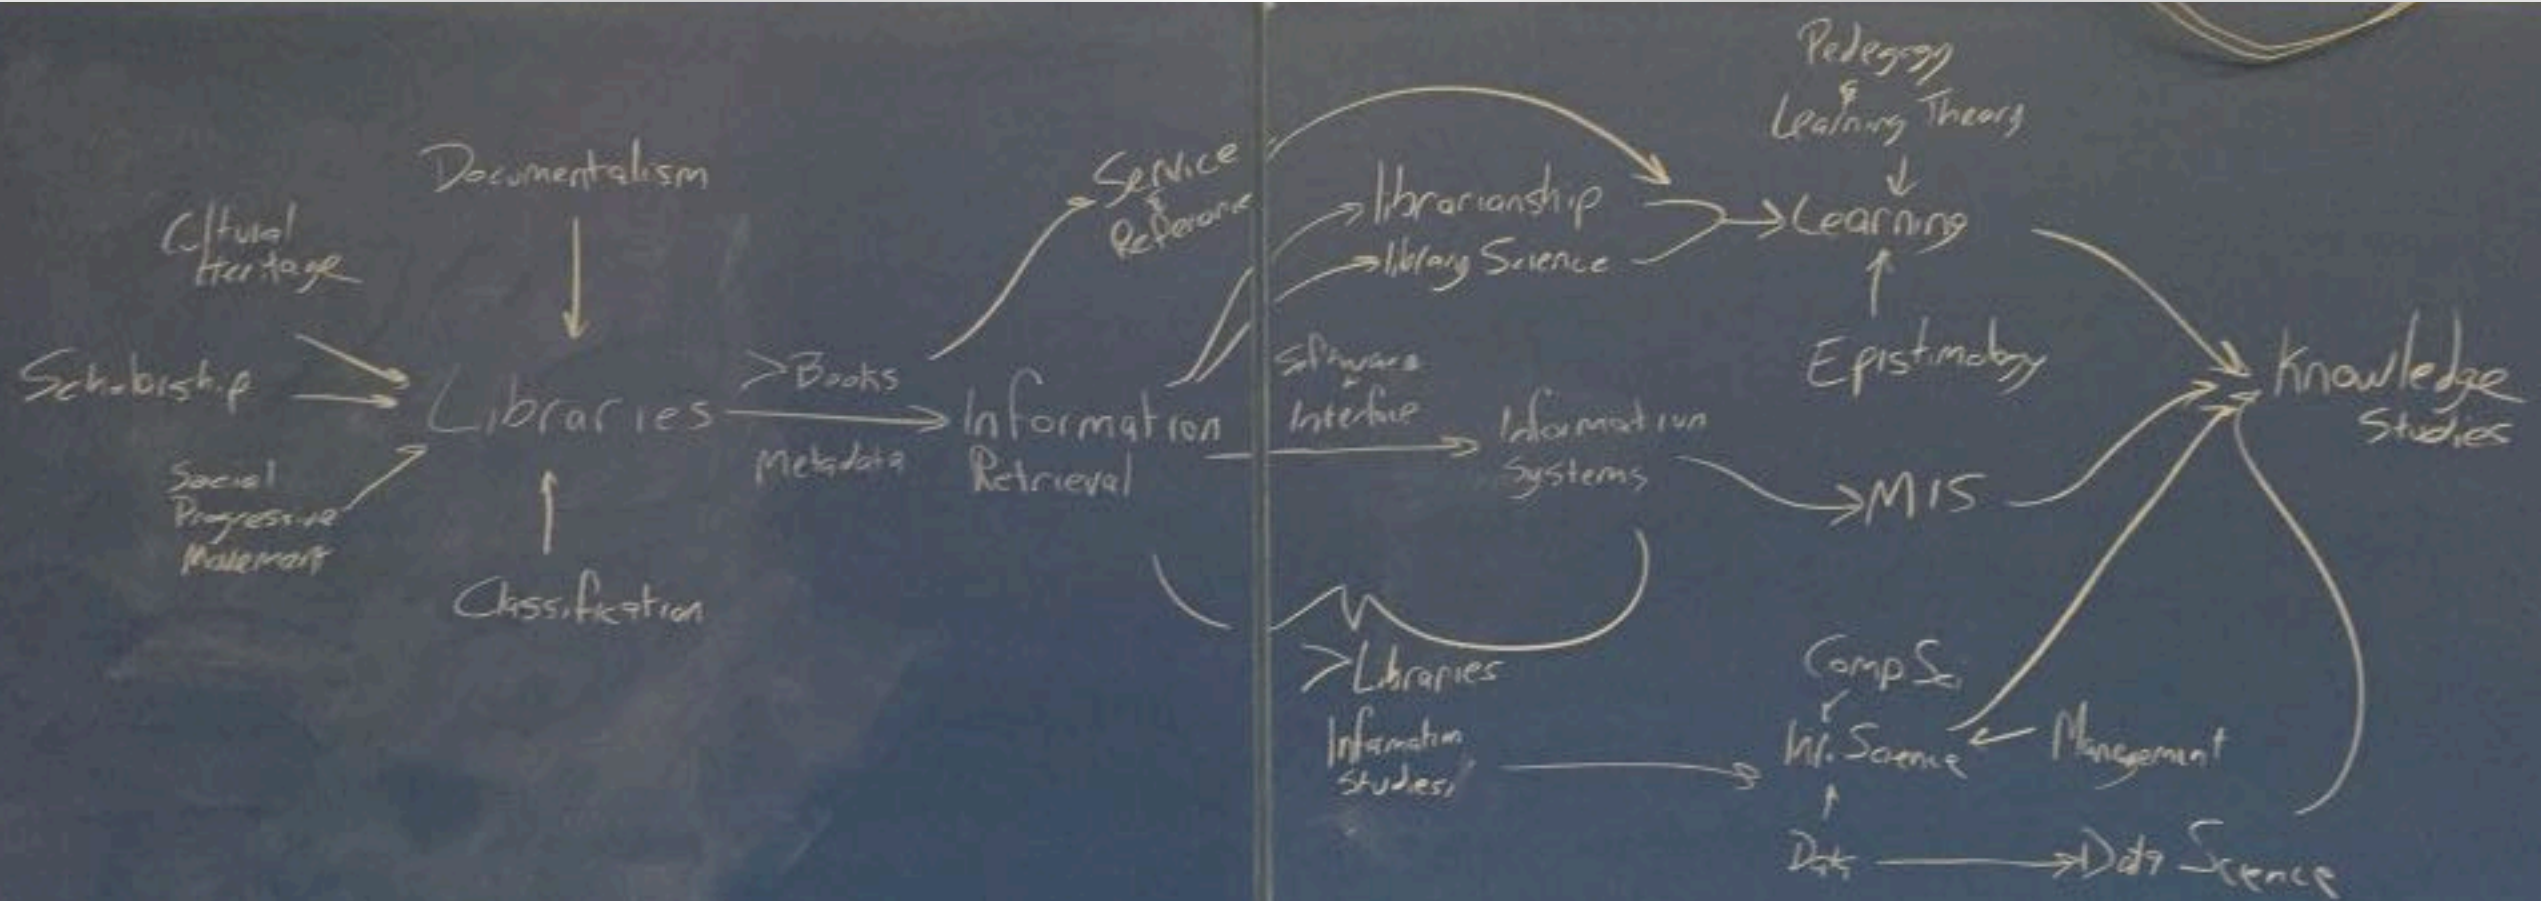 Cultural
Heritage
Scholarship
Social
Progressive
Movement
Documentalism
Libraries
Classification
>Books
Metadata
Service
&
Reference
Information
Retrieval
librarianship
library Science
Software
Interface
Information
Systems
>Libraries
Information
Studies
Pedegogy
&
Learning Theory
Learning
Epistimology
MIS
Comp Sci
Inf. Science
Management
Data
Data Science
Knowledge
Studies